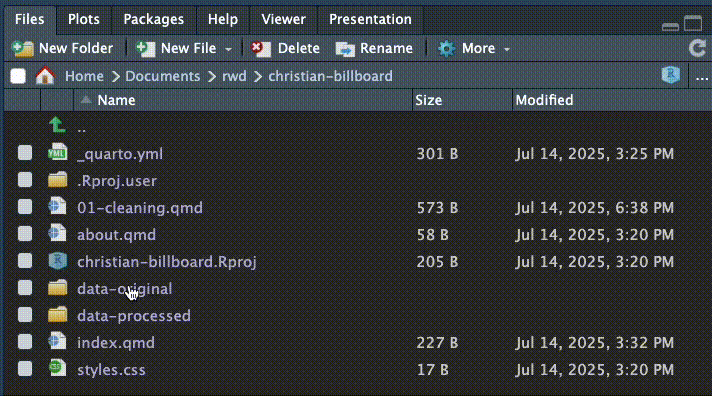 Files Plots Packages Help Viewer Presentation
New Folder New File Delete Rename More
Home Documents rwd christian-billboard ...
Name Size Modified
..
YML _quarto.yml 301 B Jul 14, 2025, 3:25 PM
.Rproj.user
01-cleaning.qmd 573 B Jul 14, 2025, 6:38 PM
about.qmd 58 B Jul 14, 2025, 3:20 PM
christian-billboard.Rproj 205 B Jul 14, 2025, 3:20 PM
data-original
data-processed
index.qmd 227 B Jul 14, 2025, 3:32 PM
styles.css 17 B Jul 14, 2025, 3:20 PM